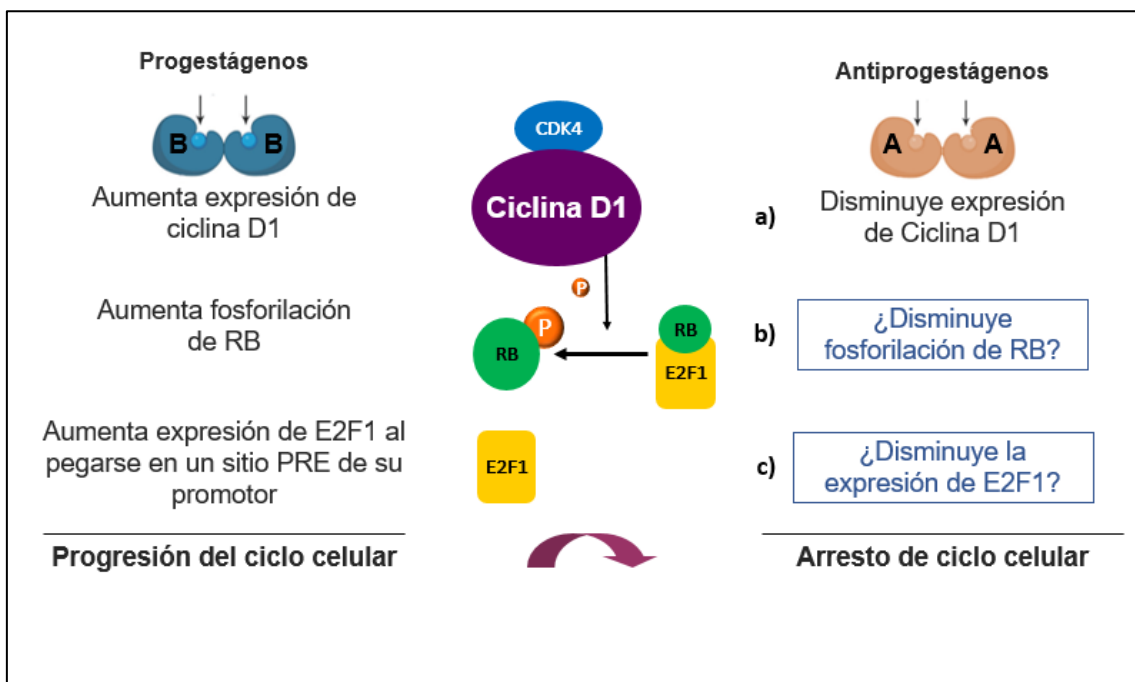 Progestágenos
B B
Aumenta expresión de
ciclina D1
Aumenta fosforilación
de RB
Aumenta expresión de E2F1 al
pegarse en un sitio PRE de su
promotor
Progresión del ciclo celular
CDK4
Ciclina D1
P
P
RB
RB
E2F1
E2F1
Antiprogestágenos
A A
a) Disminuye expresión
de Ciclina D1
b) ¿Disminuye
fosforilación de RB?
c) ¿Disminuye la
expresión de E2F1?
Arresto de ciclo celular